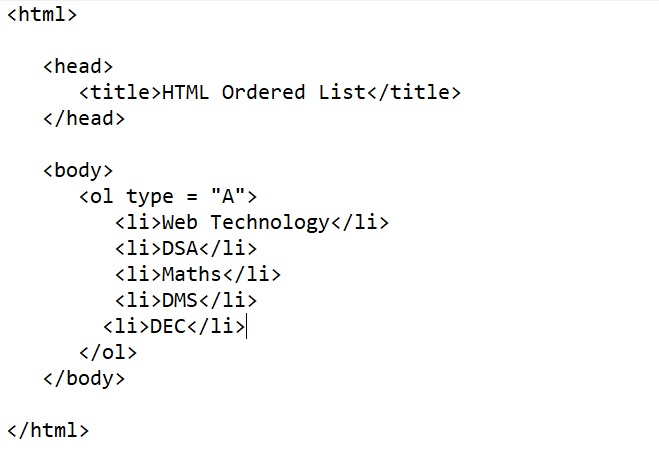 <html>
<head>
<title>HTML Ordered List</title>
</head>
<body>
<ol type = "A">
<li>Web Technology</li>
<li>DSA</li>
<li>Maths</li>
<li>DMS</li>
<li>DEC</li>
</ol>
</body>
</html>